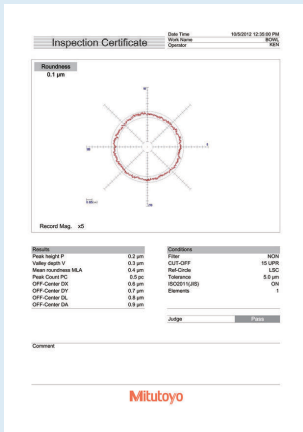 Inspection Certificate
Date Time 10/5/2012 12:35:00 PM
Work Name BOWL
Operator KEN
Roundness
0.1 μm
Record Mag. x5
Results
Peak height P 0.2 μm
Valley depth V 0.3 μm
Mean roundness MLA 0.4 μm
Peak Count PC 0.5 pc
OFF-Center DX 0.6 μm
OFF-Center DY 0.7 μm
OFF-Center DL 0.8 μm
OFF-Center DA 0.9 μm
Conditions
Filter NON
CUT-OFF 15 UPR
Ref-Circle LSC
Tolerance 5.0 μm
ISO2011(JIS) ON
Elements 1
Judge Pass
Comment
Mitutoyo